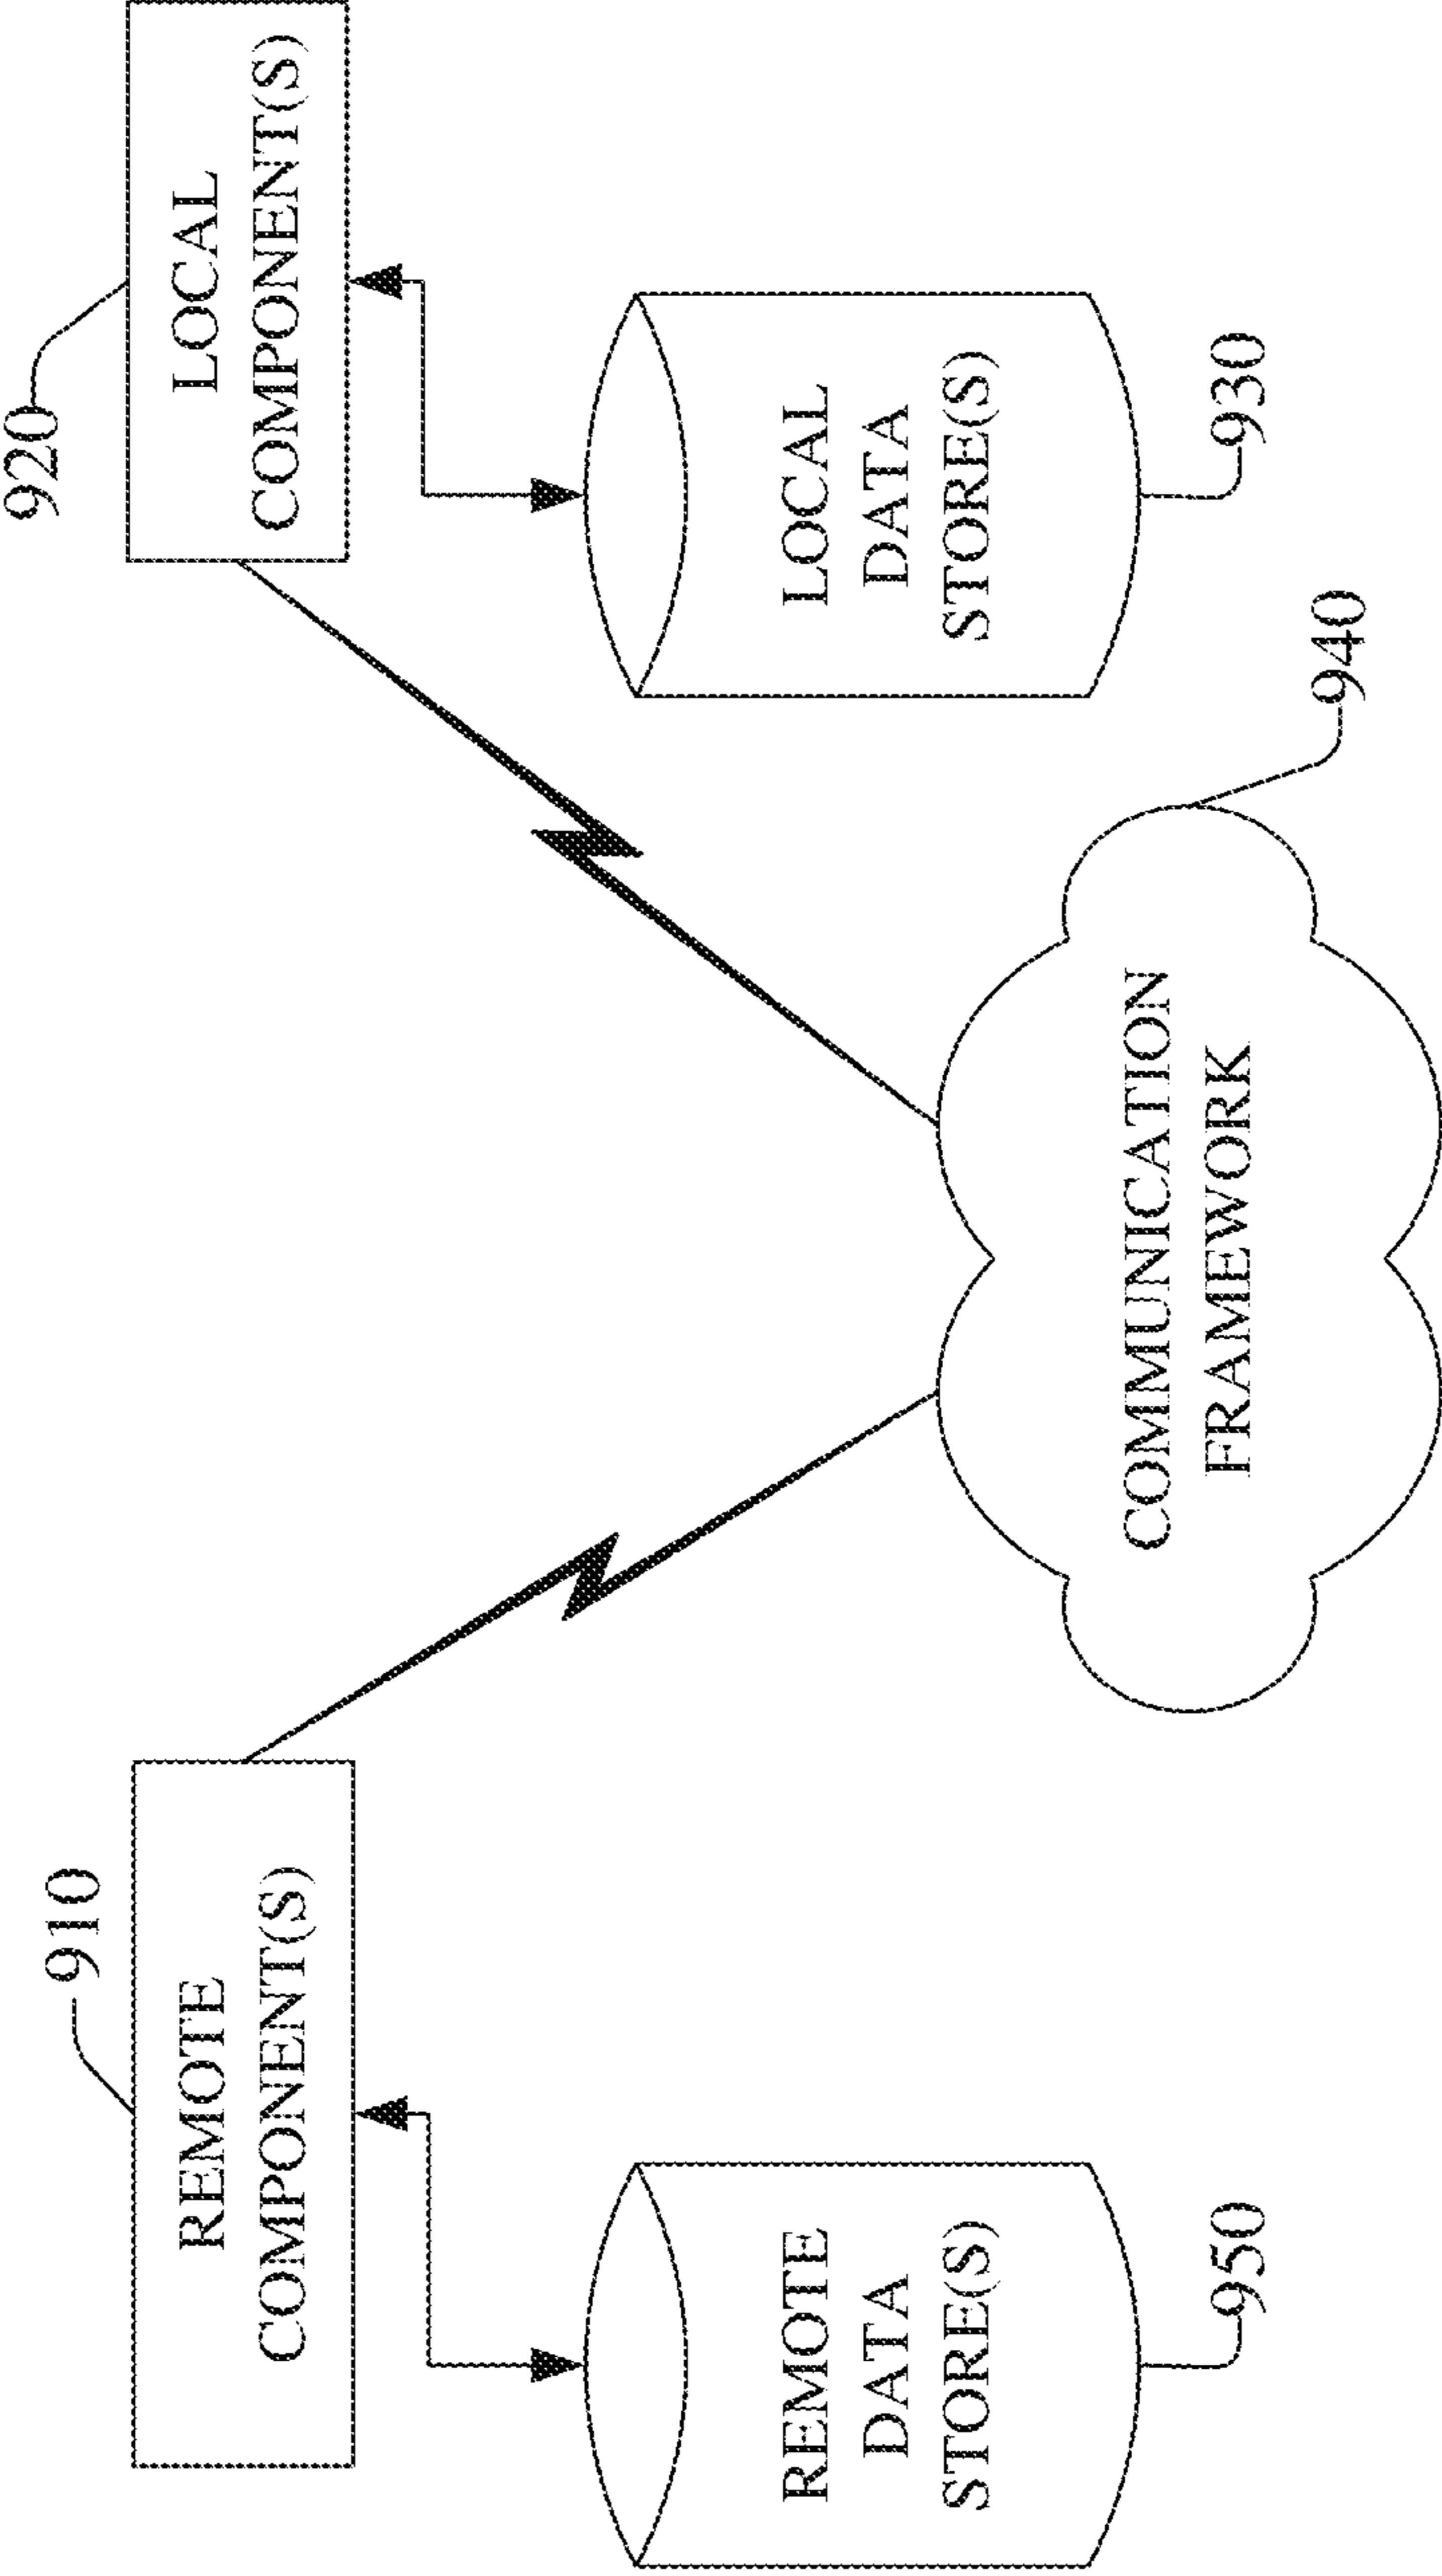 910
REMOTE
COMPONENT(S)
920
LOCAL
COMPONENT(S)
REMOTE
DATA
STORE(S)
950
COMMUNICATION
FRAMEWORK
940
LOCAL
DATA
STORE(S)
930